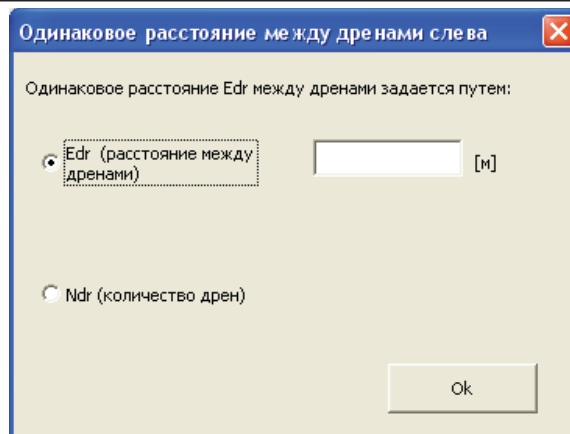 Одинаковое расстояние между дренами слева
Одинаковое расстояние Edr между дренами задается путем:
Edr (расстояние между
дренами)
[м]
Ndr (количество дрен)
Ok